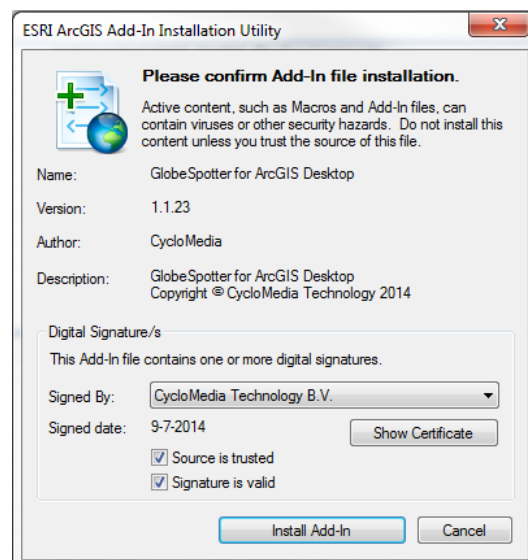 ESRI ArcGIS Add-In Installation Utility
Please confirm Add-In file installation.
Active content, such as Macros and Add-In files, can
contain viruses or other security hazards. Do not install this
content unless you trust the source of this file.
Name: GlobeSpotter for ArcGIS Desktop
Version: 1.1.23
Author: CycloMedia
Description: GlobeSpotter for ArcGIS Desktop
Copyright © CycloMedia Technology 2014
Digital Signature/s
This Add-In file contains one or more digital signatures.
Signed By: CycloMedia Technology B.V.
Signed date: 9-7-2014
Show Certificate
Source is trusted
Signature is valid
Install Add-In Cancel